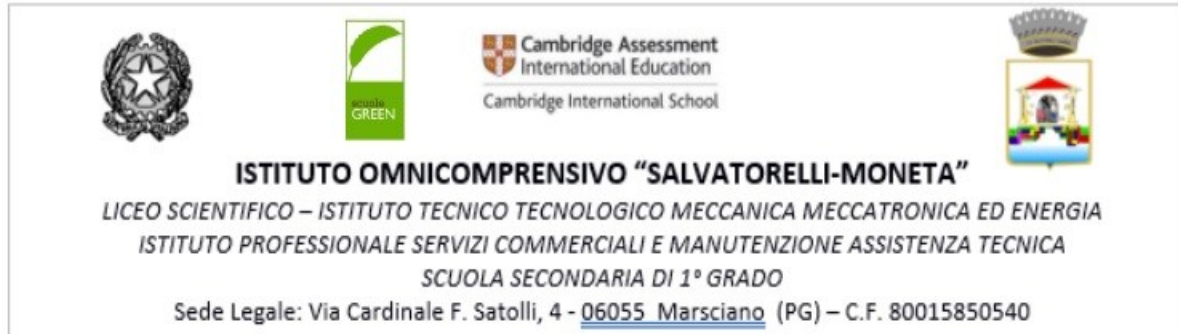 scuola
GREEN
Cambridge Assessment
International Education
Cambridge International School
ISTITUTO OMNICOMPRENSIVO “SALVATORELLI-MONETA”
LICEO SCIENTIFICO – ISTITUTO TECNICO TECNOLOGICO MECCANICA MECCATRONICA ED ENERGIA
ISTITUTO PROFESSIONALE SERVIZI COMMERCIALI E MANUTENZIONE ASSISTENZA TECNICA
SCUOLA SECONDARIA DI 1° GRADO
Sede Legale: Via Cardinale F. Satolli, 4 - 06055 Marsciano (PG) – C.F. 80015850540